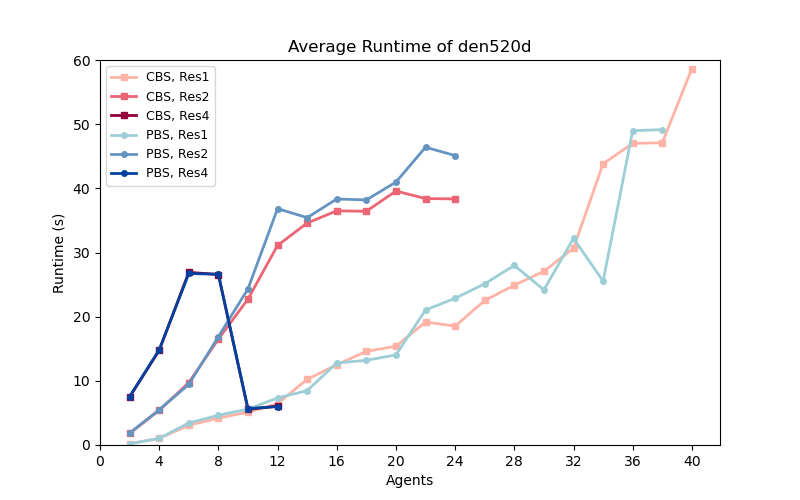 Average Runtime of den520d
CBS, Res1
CBS, Res2
CBS, Res4
PBS, Res1
PBS, Res2
PBS, Res4
Runtime (s)
60
50
40
30
20
10
0
0 4 8 12 16 20 24 28 32 36 40
Agents